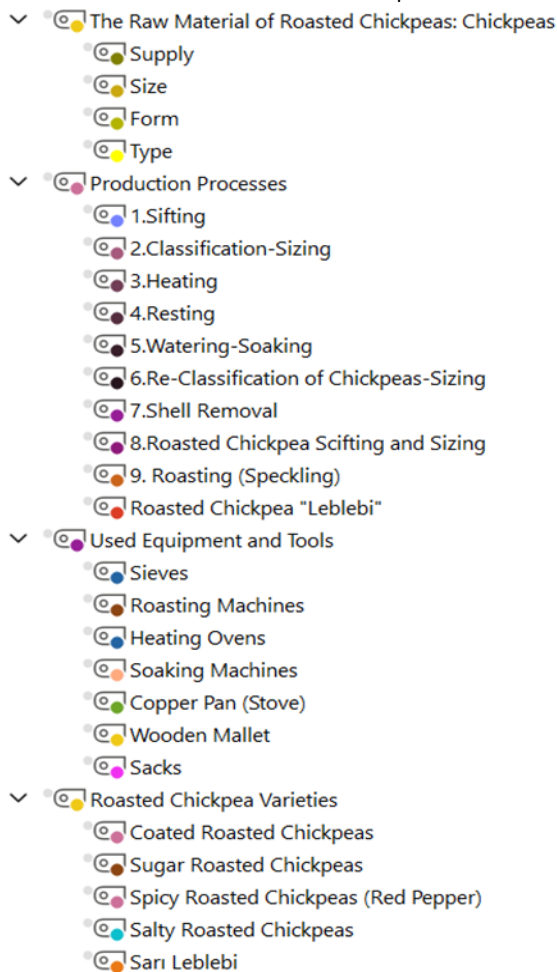 The Raw Material of Roasted Chickpeas: Chickpeas
Supply
Size
Form
Type
Production Processes
1.Sifting
2.Classification-Sizing
3.Heating
4.Resting
5.Watering-Soaking
6.Re-Classification of Chickpeas-Sizing
7.Shell Removal
8.Roasted Chickpea Scifting and Sizing
9. Roasting (Speckling)
Roasted Chickpea "Leblebi"
Used Equipment and Tools
Sieves
Roasting Machines
Heating Ovens
Soaking Machines
Copper Pan (Stove)
Wooden Mallet
Sacks
Roasted Chickpea Varieties
Coated Roasted Chickpeas
Sugar Roasted Chickpeas
Spicy Roasted Chickpeas (Red Pepper)
Salty Roasted Chickpeas
Sarı Leblebi